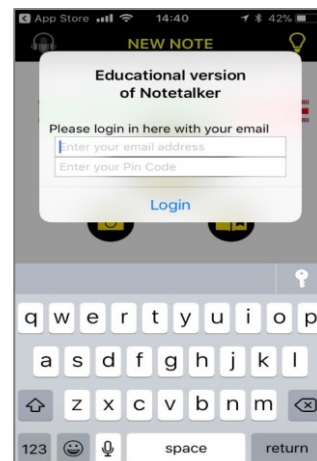 App Store 14:40 42%
NEW NOTE
Educational version
of Notetalker
Please login in here with your email
Enter your email address
Enter your Pin Code
Login
q w e r t y u i o p
a s d f g h j k l
z x c v b n m
123 space return